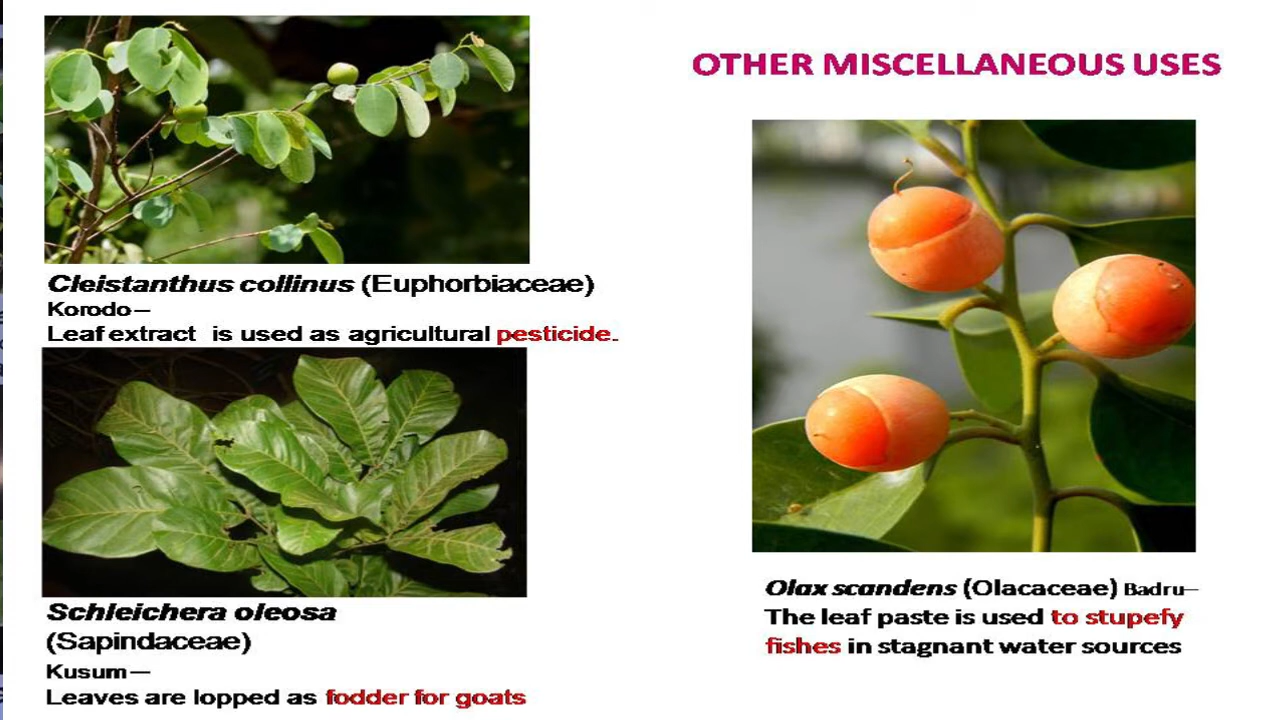 OTHER MISCELLANEOUS USES
Cleistanthus collinus (Euphorbiaceae)
Korodo–
Leaf extract is used as agricultural pesticide.
Schleichera oleosa
(Sapindaceae)
Kusum–
Leaves are lopped as fodder for goats
Olax scandens (Olacaceae) Badru–
The leaf paste is used to stupefy
fishes in stagnant water sources